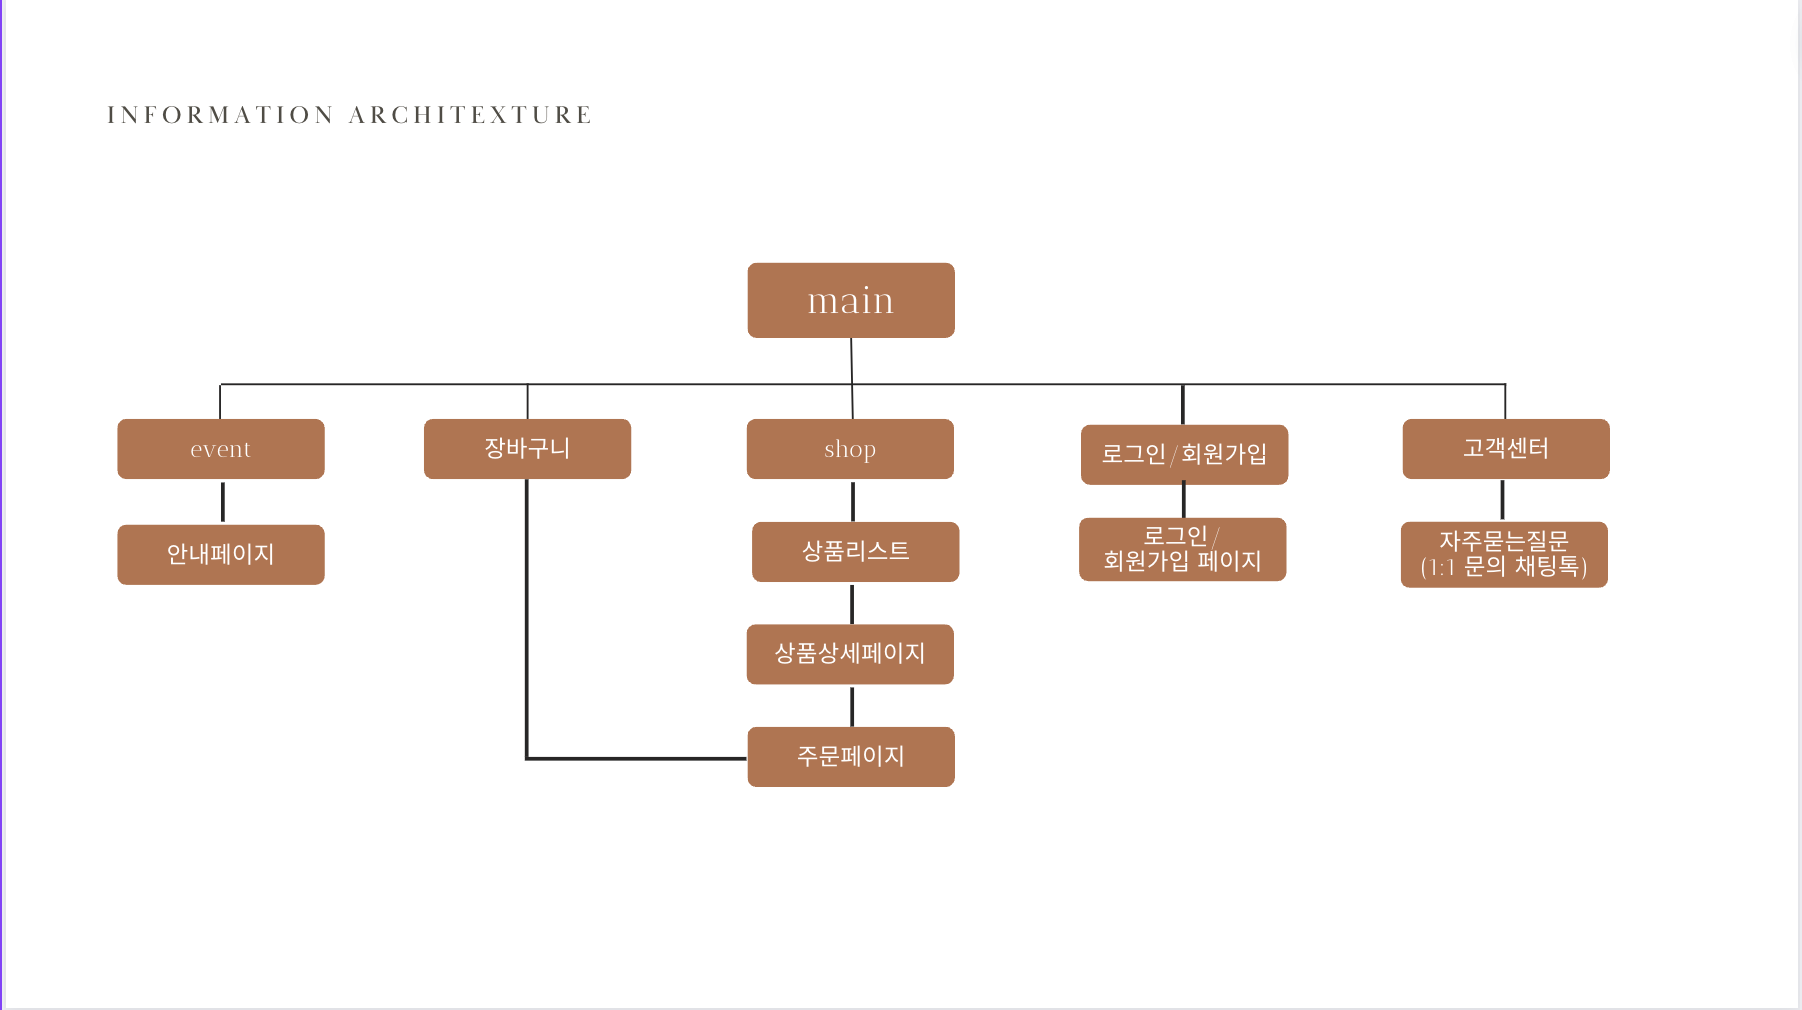 INFORMATION ARCHITEXTURE
main
event
장바구니
shop
로그인/회원가입
고객센터
안내페이지
상품리스트
로그인/
회원가입 페이지
자주묻는질문
(1:1 문의 채팅톡)
상품상세페이지
주문페이지